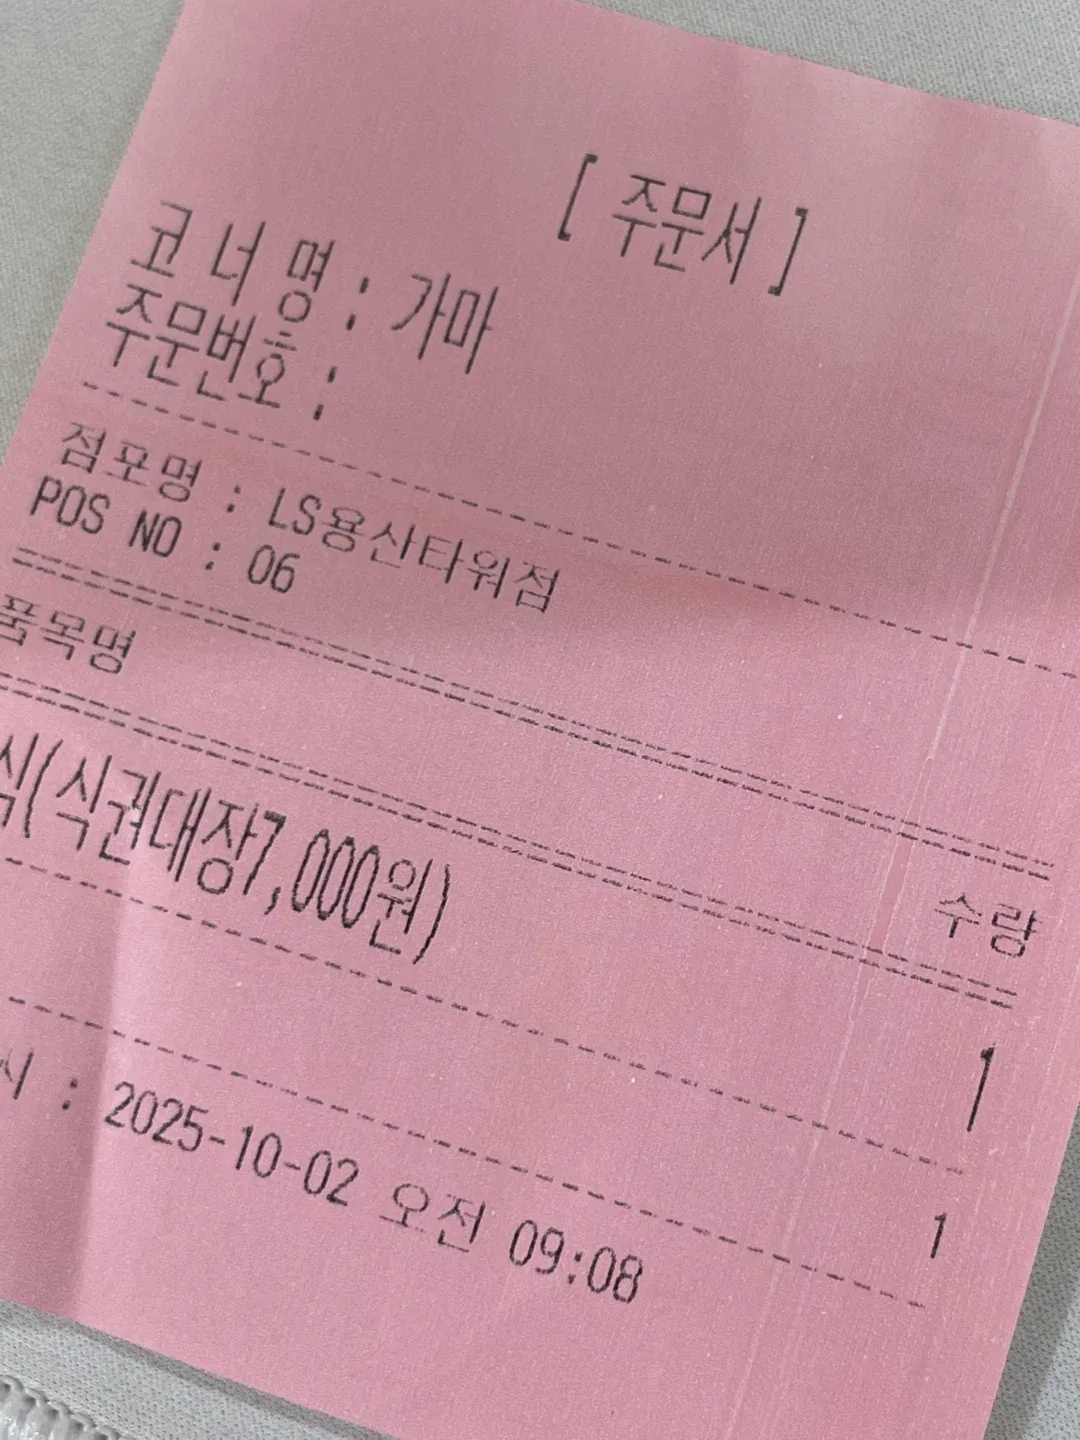 [ 주문서 ]
코 너 명 : 가마
주문번호 :
점포명 : LS용산타워점
POS NO : 06
품목명 수량
식(식권대장7,000원) 1
1
시 : 2025-10-02 오전 09:08